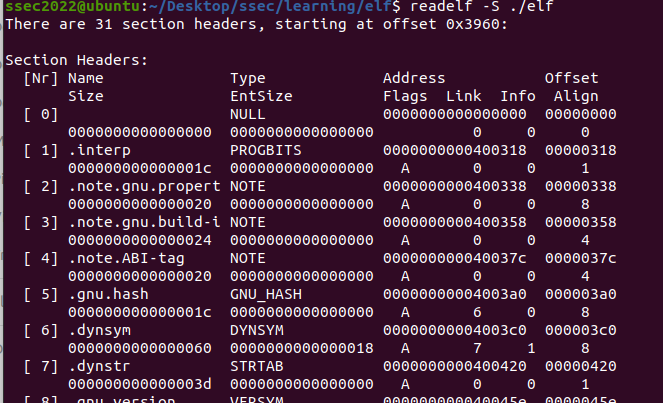 ssec2022@ubuntu:~/Desktop/ssec/learning/elf$ readelf -S ./elf
There are 31 section headers, starting at offset 0x3960:
Section Headers:
[Nr] Name Type Address Offset
Size EntSize Flags Link Info Align
[ 0] NULL 0000000000000000 00000000
0000000000000000 0000000000000000 0 0 0
[ 1] .interp PROGBITS 0000000000400318 00000318
000000000000001c 0000000000000000 A 0 0 1
[ 2] .note.gnu.propert NOTE 0000000000400338 00000338
0000000000000020 0000000000000000 A 0 0 8
[ 3] .note.gnu.build-i NOTE 0000000000400358 00000358
0000000000000024 0000000000000000 A 0 0 4
[ 4] .note.ABI-tag NOTE 000000000040037c 0000037c
0000000000000020 0000000000000000 A 0 0 4
[ 5] .gnu.hash GNU_HASH 00000000004003a0 000003a0
000000000000001c 0000000000000000 A 6 0 8
[ 6] .dynsym DYNSYM 00000000004003c0 000003c0
0000000000000060 0000000000000018 A 7 1 8
[ 7] .dynstr STRTAB 0000000000400420 00000420
000000000000003d 0000000000000000 A 0 0 1
[ 8] .gnu.version VERSYM 000000000040045e 0000045e